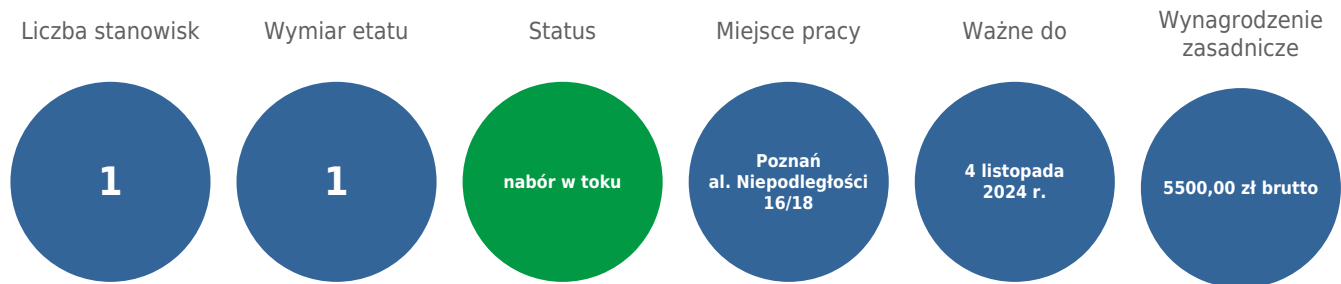 Liczba stanowisk
1
Wymiar etatu
1
Status
nabór w toku
Miejsce pracy
Poznań
al. Niepodległości
16/18
Ważne do
4 listopada
2024 r.
Wynagrodzenie
zasadnicze
5500,00 zł brutto